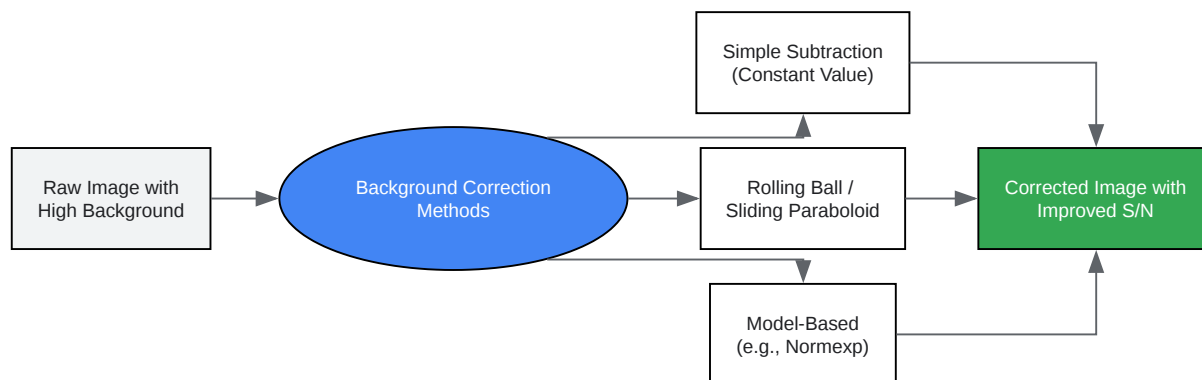 Raw Image with
High Background
Background Correction
Methods
Simple Subtraction
(Constant Value)
Rolling Ball /
Sliding Paraboloid
Model-Based
(e.g., Normexp)
Corrected Image with
Improved S/N